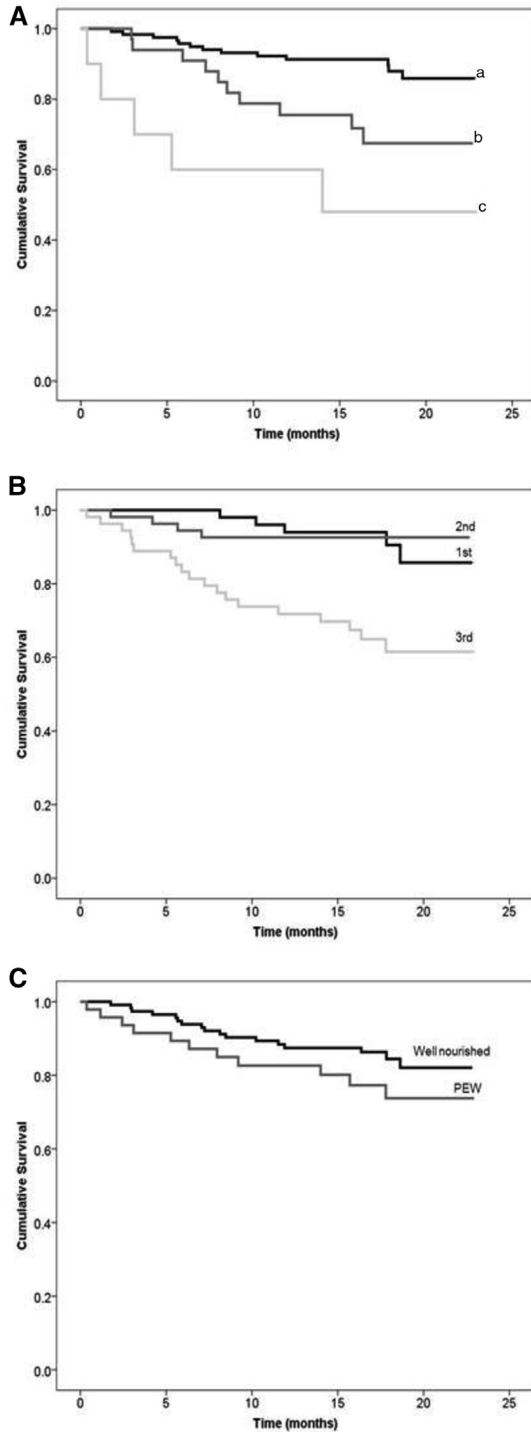 A
1.0
a
0.8
b
0.6
c
0.4
0.2
0.0
Cumulative Survival
0 5 10 15 20 25
Time (months)
B
1.0
2nd
1st
0.8
3rd
0.6
0.4
0.2
0.0
Cumulative Survival
0 5 10 15 20 25
Time (months)
C
1.0
Well nourished
PEW
0.8
0.6
0.4
0.2
0.0
Cumulative Survival
0 5 10 15 20 25
Time (months)